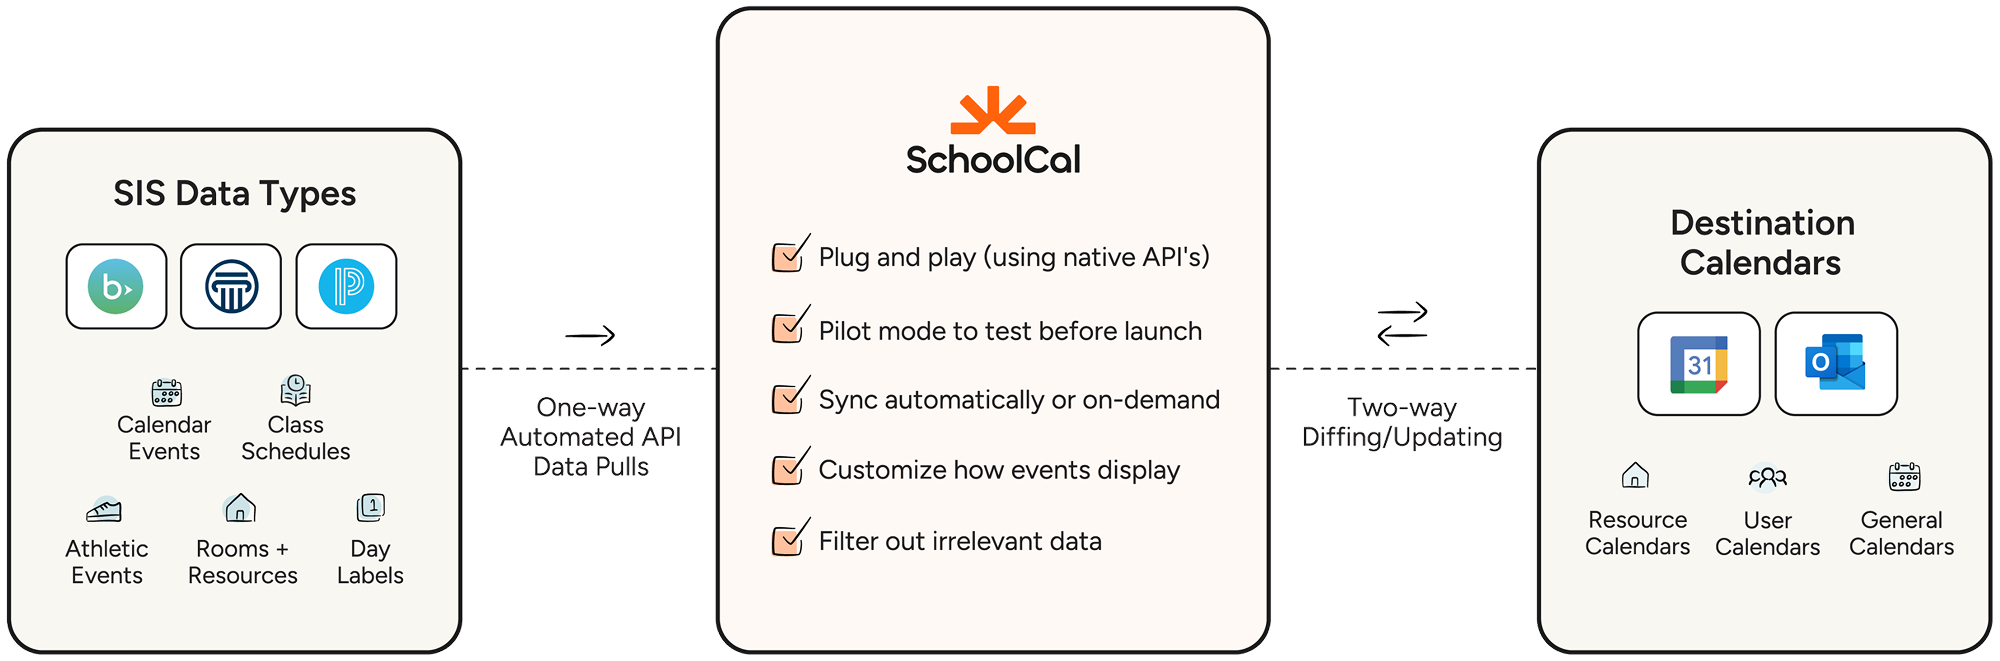 SIS Data Types
b
P
Calendar
Events
Class
Schedules
Athletic
Events
Rooms +
Resources
1
Day
Labels
One-way
Automated API
Data Pulls
SchoolCal
Plug and play (using native API's)
Pilot mode to test before launch
Sync automatically or on-demand
Customize how events display
Filter out irrelevant data
Two-way
Diffing/Updating
Destination
Calendars
31
O
Resource
Calendars
User
Calendars
General
Calendars